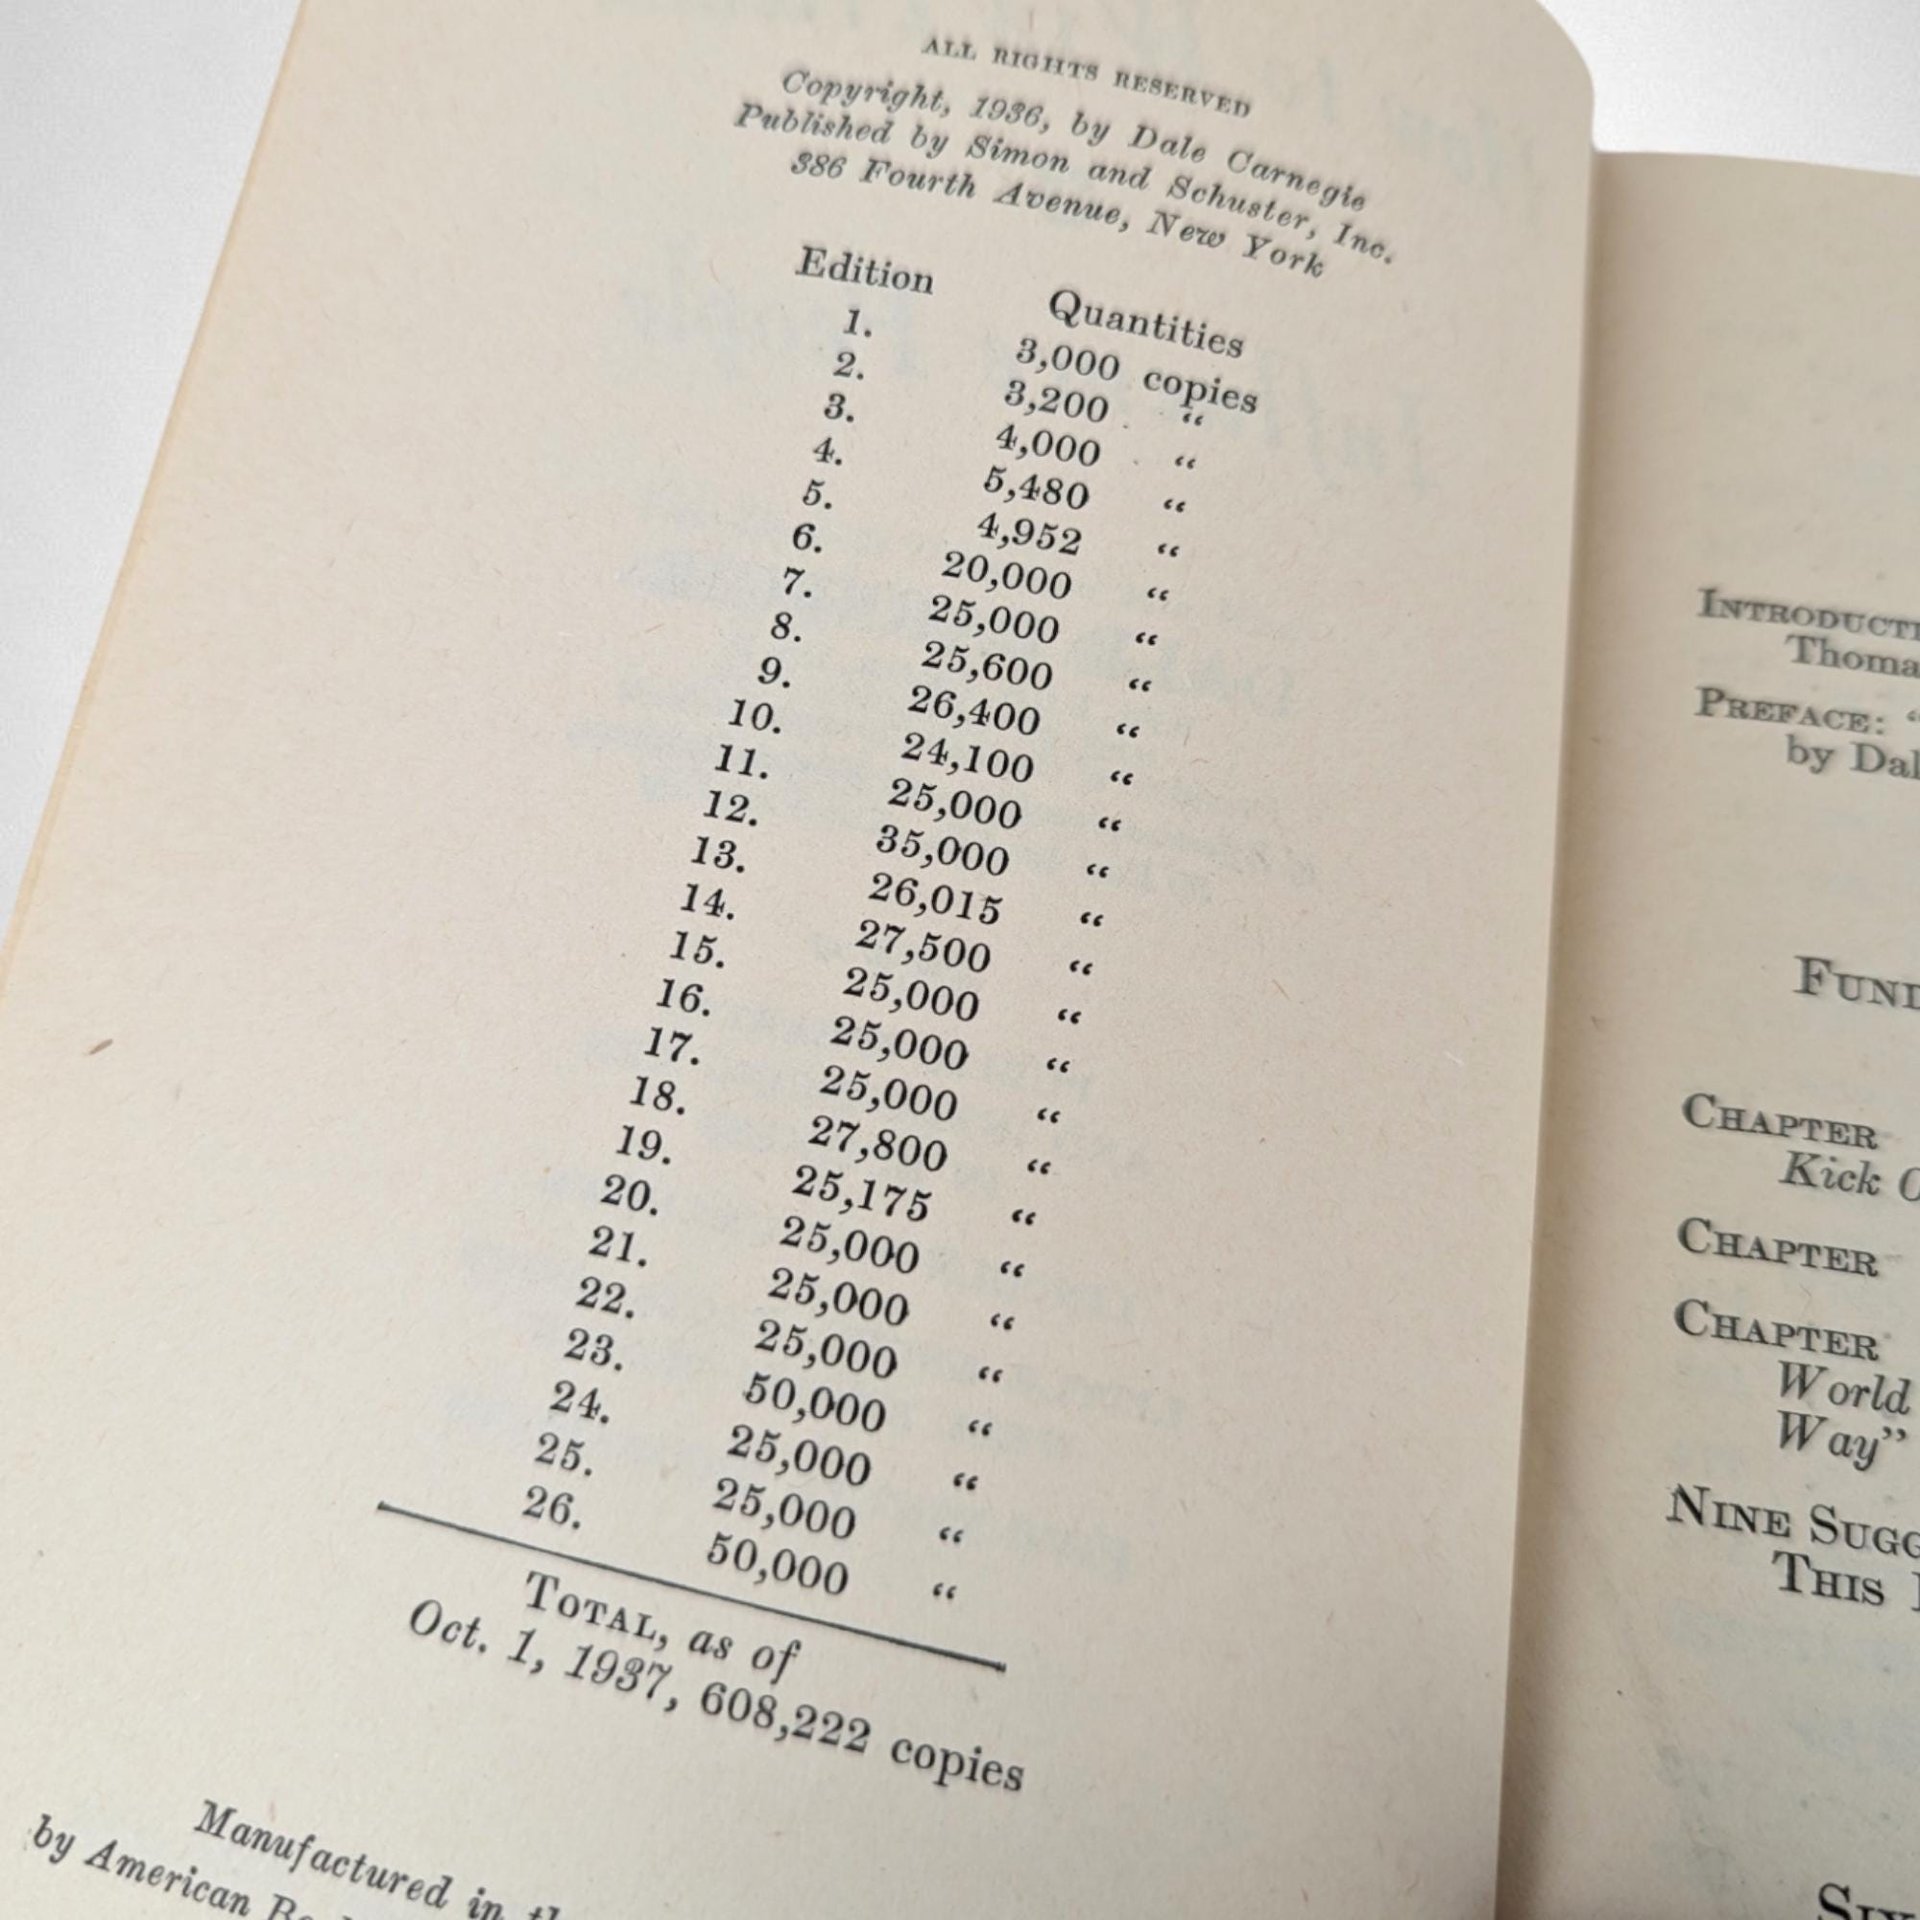 ALL RIGHTS RESERVED
Copyright, 1936, by Dale Carnegie
Published by Simon and Schuster, Inc.
386 Fourth Avenue, New York
Edition Quantities
1. 3,000 copies
2. 3,200 “
3. 4,000 “
4. 5,480 “
5. 4,952 “
6. 20,000 “
7. 25,000 “
8. 25,600 “
9. 26,400 “
10. 24,100 “
11. 25,000 “
12. 35,000 “
13. 26,015 “
14. 27,500 “
15. 25,000 “
16. 25,000 “
17. 25,000 “
18. 27,800 “
19. 25,175 “
20. 25,000 “
21. 25,000 “
22. 25,000 “
23. 50,000 “
24. 25,000 “
25. 25,000 “
26. 50,000 “
TOTAL, as of
Oct. 1, 1937, 608,222 copies
Manufactured in
by American
PREFACE: “
by
CHAPTER
Kick
CHAPTER
CHAPTER
World
Way”
NINE
THIS